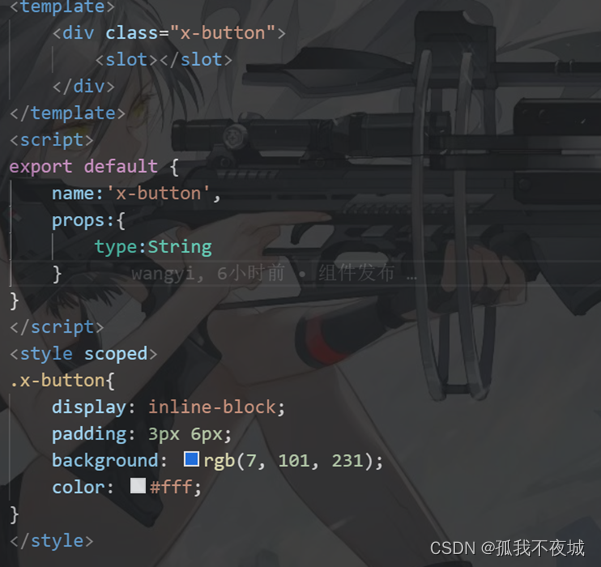 <template>
    <div class="x-button">
        <slot></slot>
    </div>
</template>
<script>
export default {
    name:'x-button',
    props:{
        type:String
    }      wangyi, 6小时前 • 组件发布 …
}
</script>
<style scoped>
.x-button{
    display: inline-block;
    padding: 3px 6px;
    background: rgb(7, 101, 231);
    color: #fff;
}
</style>
CSDN @孤我不夜城